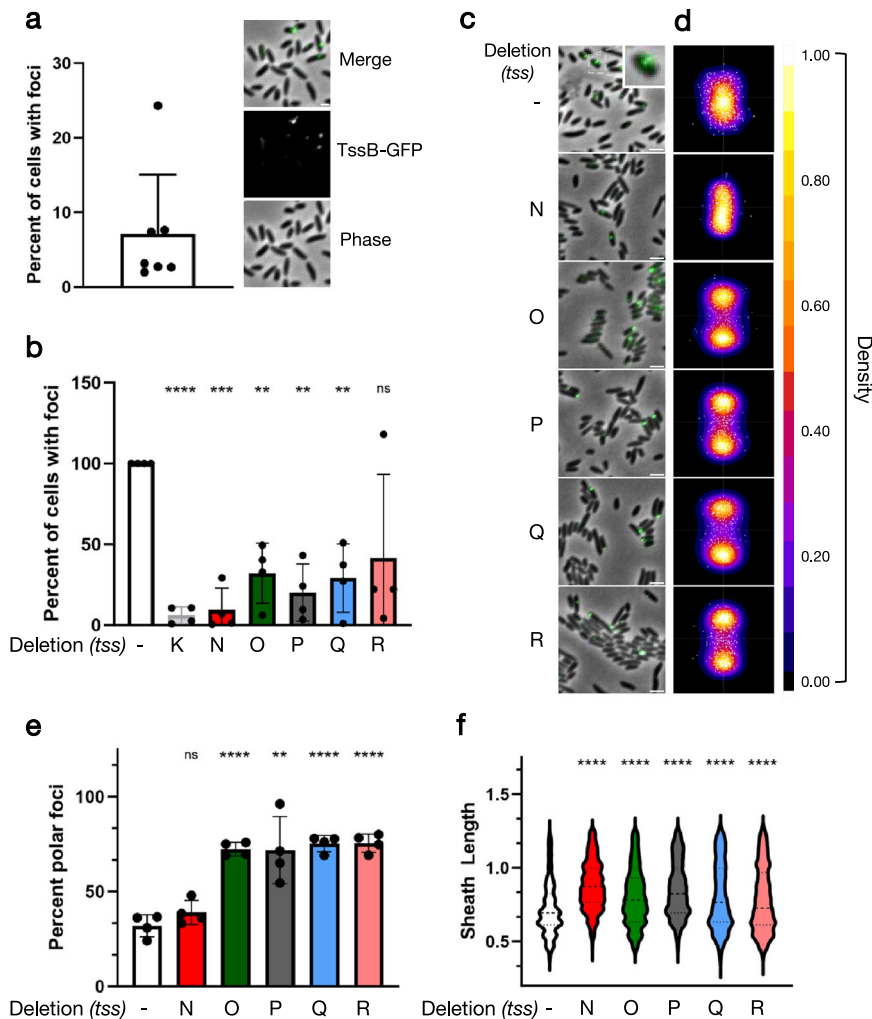 a
Percent of cells with foci
30
20
10
0
Merge
TssB-GFP
Phase
b
Percent of cells with foci
150
100
50
0
**** *** ** ** ** ns
Deletion (tss) - K N O P Q R
c
Deletion
(tss)
-
N
O
P
Q
R
d
1.00
0.80
0.60
0.40
0.20
0.00
Density
e
Percent polar foci
100
50
0
ns **** ** **** ****
Deletion (tss) - N O P Q R
f
Sheath Length
1.5
1.0
0.5
**** **** **** **** ****
Deletion (tss) - N O P Q R